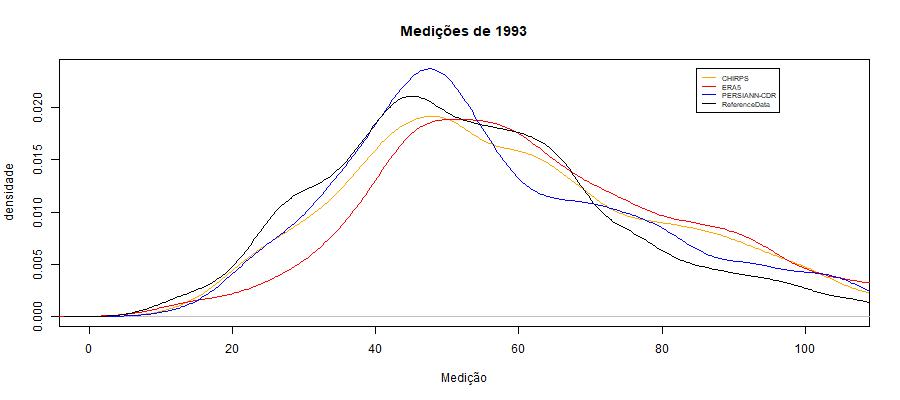 Medições de 1993
CHIRPS
ERA5
PERSIANN-CDR
ReferenceData
densidade
0.020
0.015
0.010
0.005
0.000
0 20 40 60 80 100
Medição